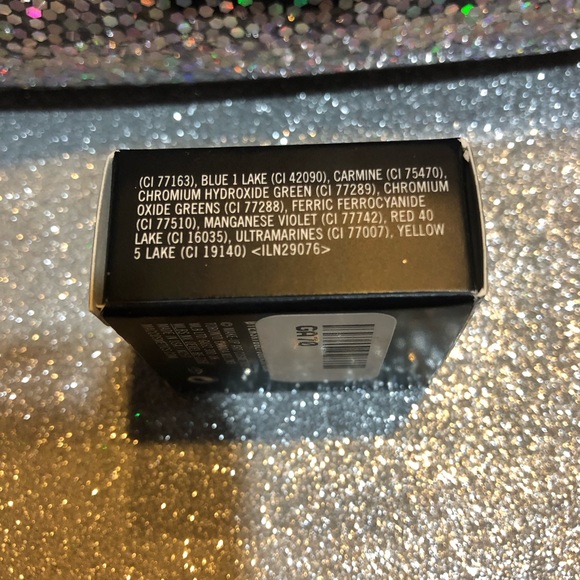 (CI 77163), BLUE 1 LAKE (CI 42090), CARMINE (CI 75470),
CHROMIUM HYDROXIDE GREEN (CI 77289), CHROMIUM
OXIDE GREENS (CI 77288), FERRIC FERROCYANIDE
(CI 77510), MANGANESE VIOLET (CI 77742), RED 40
LAKE (CI 16035), ULTRAMARINES (CI 77007), YELLOW
5 LAKE (CI 19140) <ILN29076>